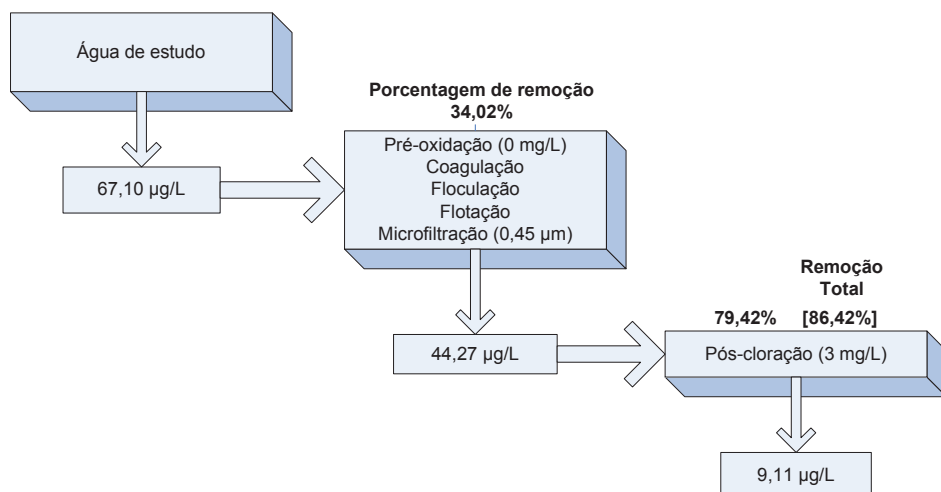 Água de estudo
67,10 µg/L
Porcentagem de remoção
34,02%
Pré-oxidação (0 mg/L)
Coagulação
Floculação
Flotação
Microfiltração (0,45 µm)
44,27 µg/L
Remoção
Total
79,42% [86,42%]
Pós-cloração (3 mg/L)
9,11 µg/L